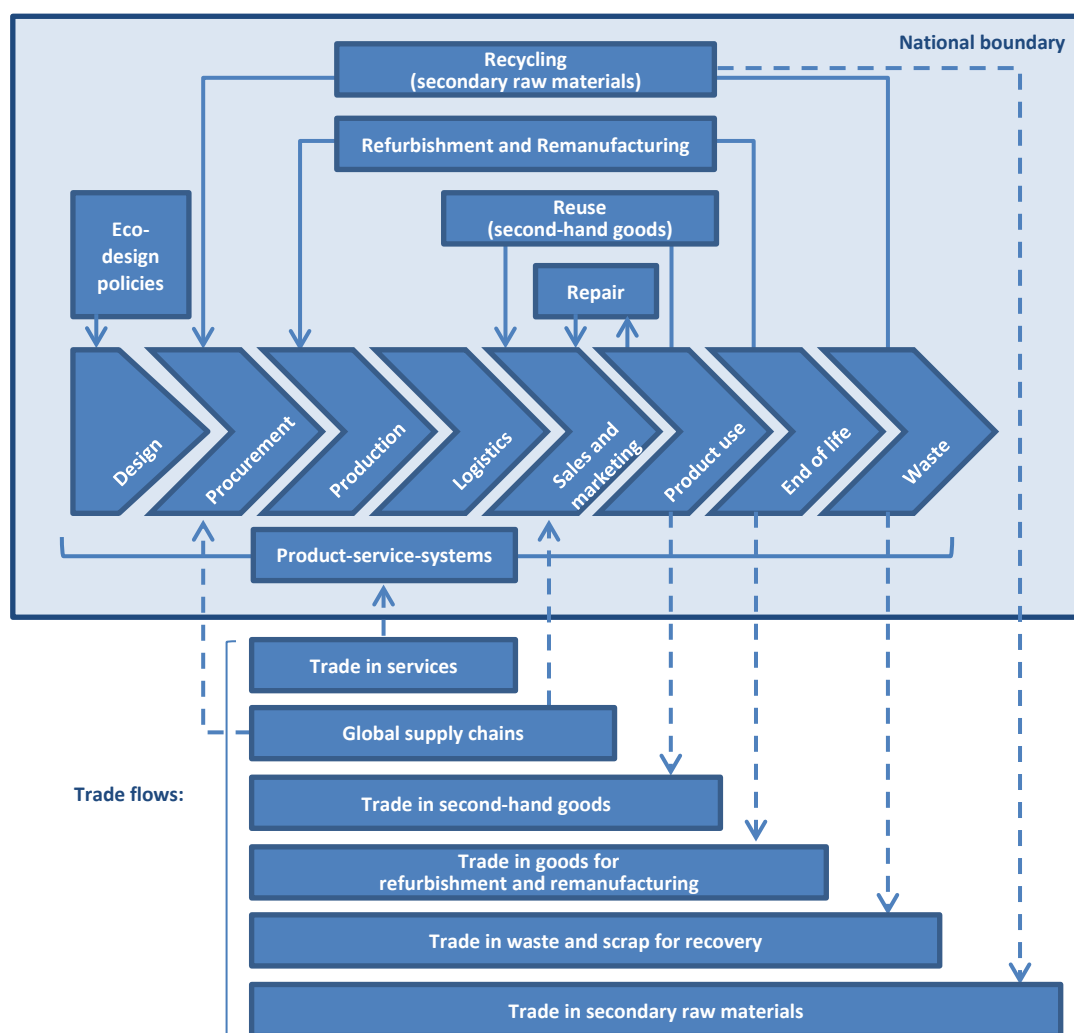 National boundary
Recycling
(secondary raw materials)
Refurbishment and Remanufacturing
Reuse
(second-hand goods)
Eco-
design
policies
Repair
Design
Procurement
Production
Logistics
Sales and
marketing
Product use
End of life
Waste
Product-service-systems
Trade in services
Global supply chains
Trade flows:
Trade in second-hand goods
Trade in goods for
refurbishment and remanufacturing
Trade in waste and scrap for recovery
Trade in secondary raw materials